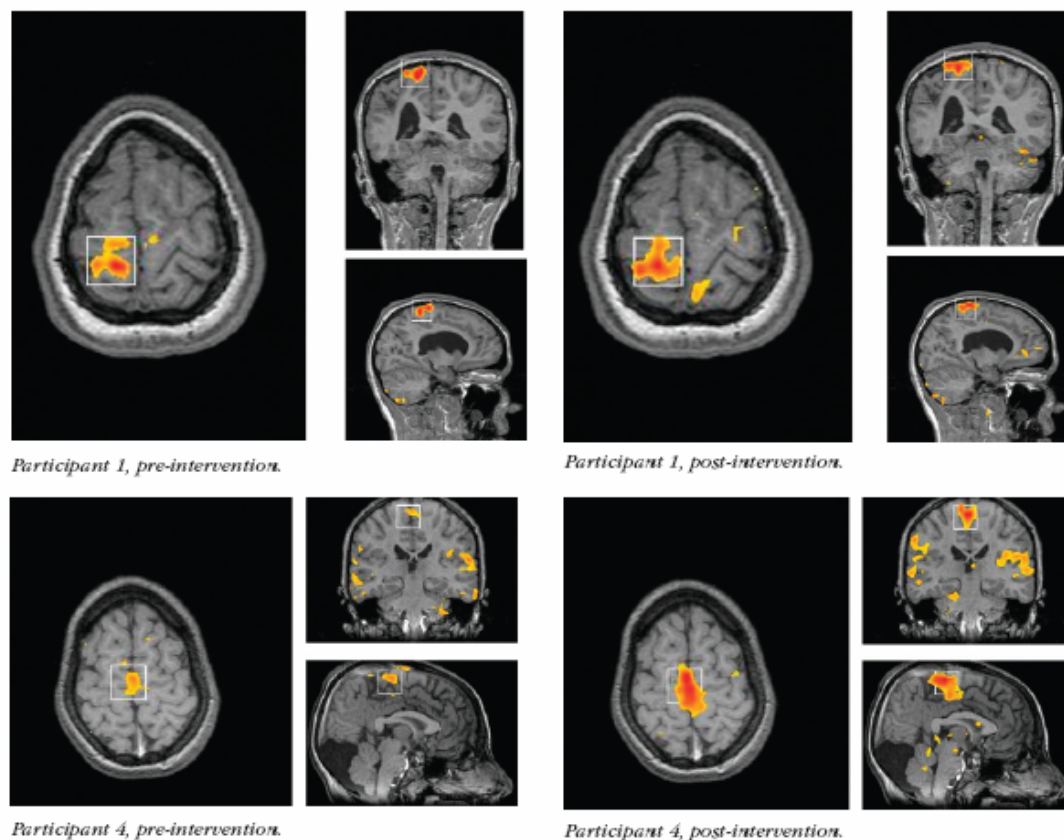 Participant 1, pre-intervention.
Participant 1, post-intervention.
Participant 4, pre-intervention.
Participant 4, post-intervention.